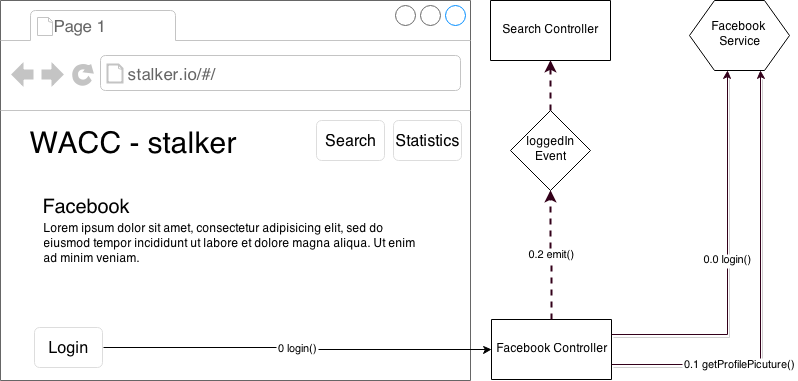 Page 1
stalker.io/#/
WACC - stalker
Search
Statistics
Facebook
Lorem ipsum dolor sit amet, consectetur adipisicing elit, sed do
eiusmod tempor incididunt ut labore et dolore magna aliqua. Ut enim
ad minim veniam.
Login
0 login()
Search Controller
loggedIn
Event
0.2 emit()
Facebook Controller
Facebook
Service
0.0 login()
0.1 getProfilePicuture()